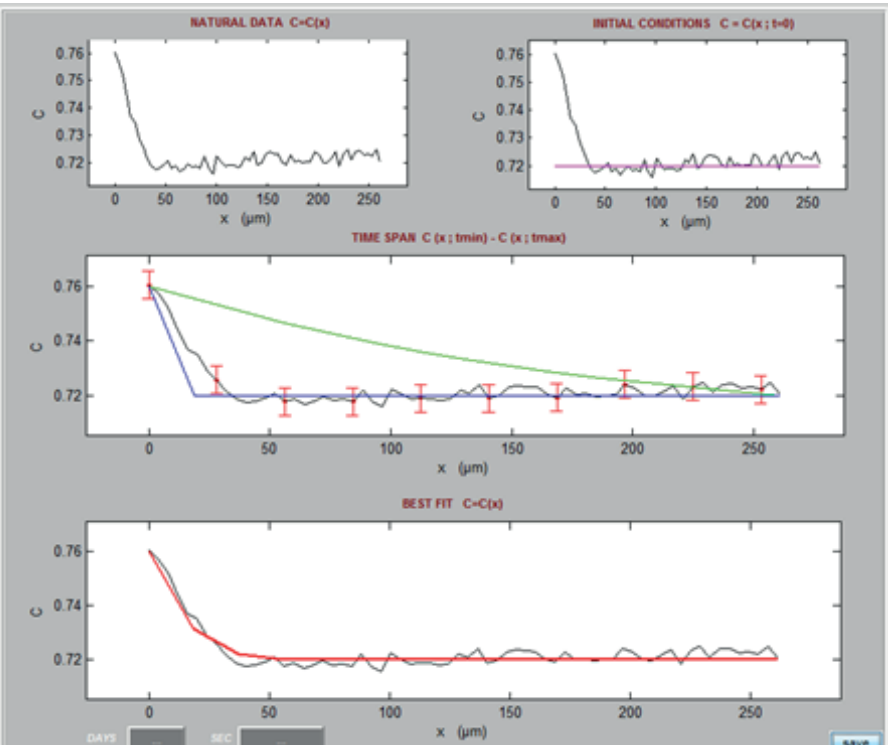 NATURAL DATA C=C(x)
INITIAL CONDITIONS C = C(x ; t=0)
0.76
0.75
0.74
0.73
0.72
C
0 50 100 150 200 250
x (μm)
0.76
0.75
0.74
0.73
0.72
C
0 50 100 150 200 250
x (μm)
TIME SPAN C (x ; tmin) - C (x ; tmax)
0.76
0.74
0.72
C
0 50 100 150 200 250
x (μm)
BEST FIT C=C(x)
0.76
0.74
0.72
C
0 50 100 150 200 250
x (μm)
DAYS ... SEC ...
save